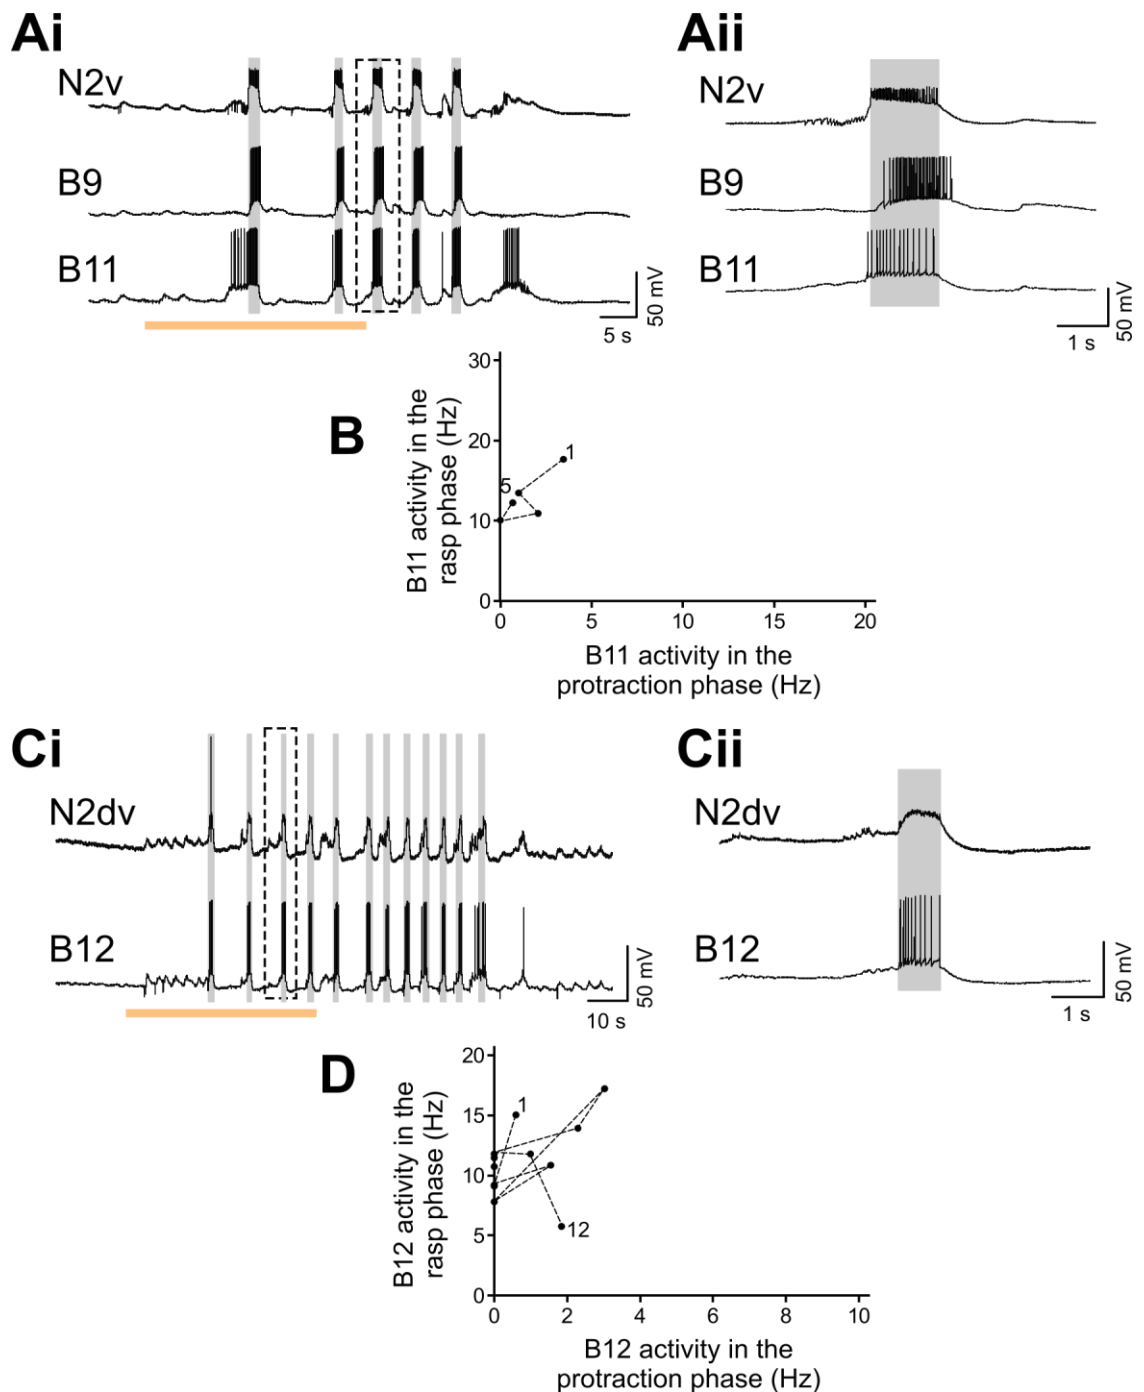 Ai
N2v
B9
B11
50 mV
5 s
Aii
N2v
B9
B11
50 mV
1 s
B
B11 activity in the
rasp phase (Hz)
30
20
10
0
1
5
0 5 10 15 20
B11 activity in the
protraction phase (Hz)
Ci
N2dv
B12
50 mV
10 s
Cii
N2dv
B12
50 mV
1 s
D
B12 activity in the
rasp phase (Hz)
20
15
10
5
0
1
12
0 2 4 6 8 10
B12 activity in the
protraction phase (Hz)